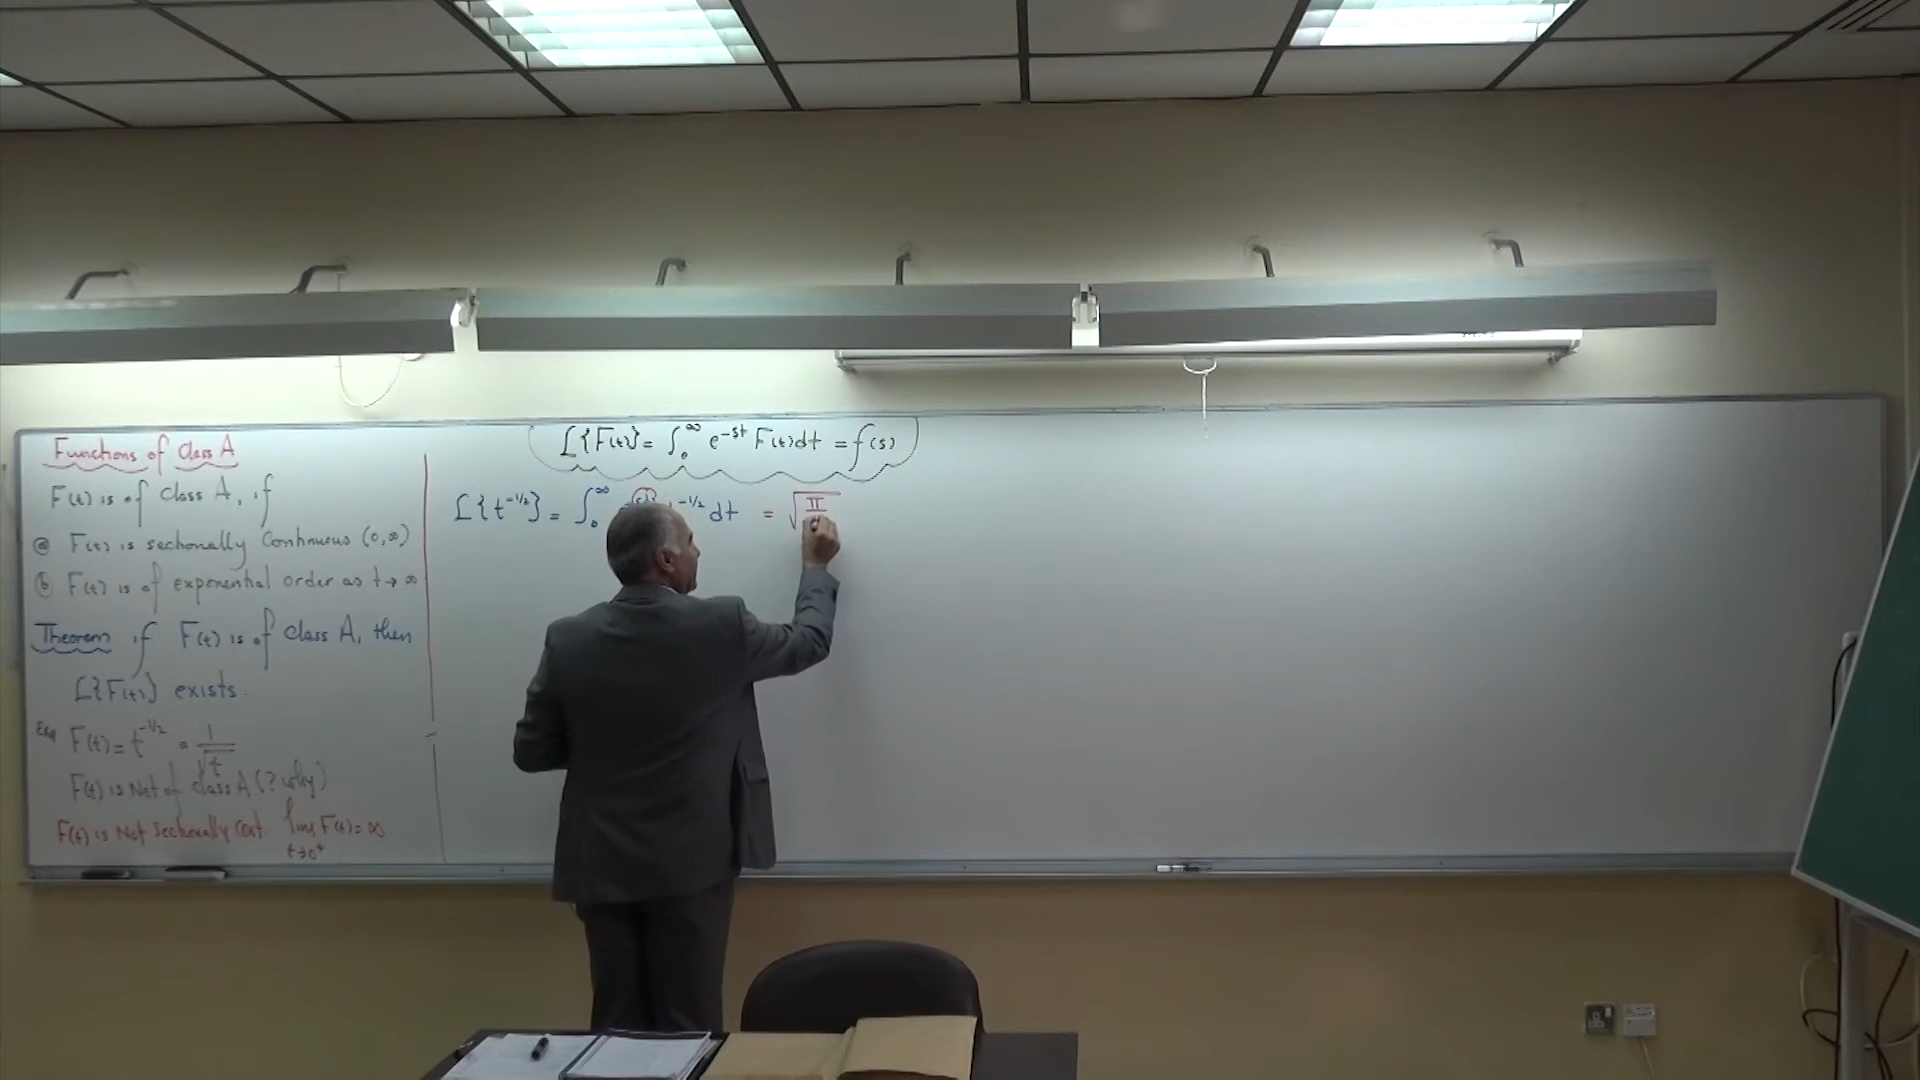 Functions of Class A
F(t) is of class A, if
ⓐ F(t) is sectionally continuous (0,∞)
ⓑ F(t) is of exponential order as t→∞
Theorem if F(t) is of class A, then
L{F(t)} exists.
F(t) = t^{-1/2} = 1/√t
F(t) is Not of class A (? why)
F(t) is Not sectionally cont. lim F(t) = ∞
t→0⁺
L{F(t)} = ∫₀^∞ e^{-st} F(t) dt = f(s)
L{t^{-1/2}} = ∫₀^∞ t^{-1/2} dt = √π